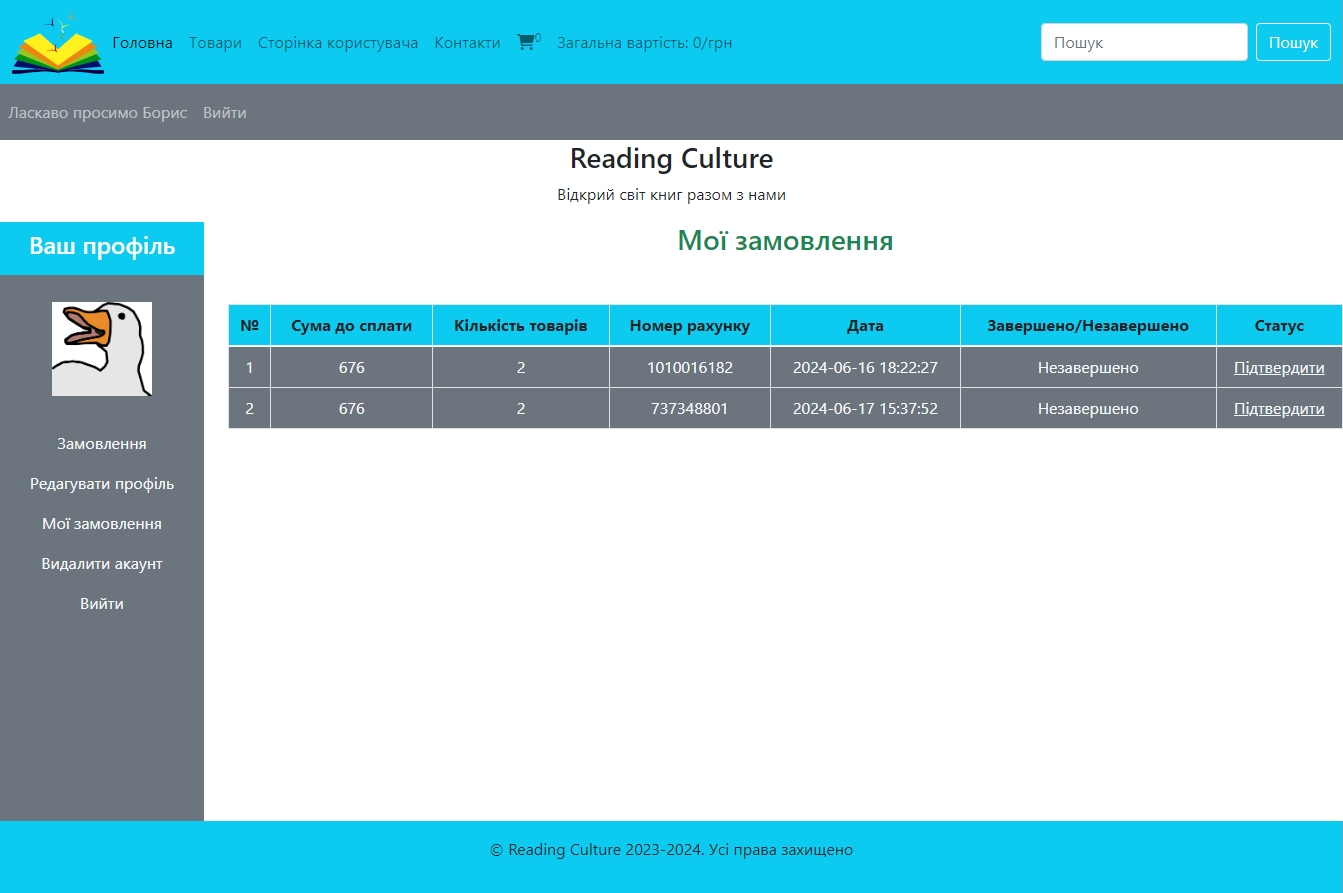 Головна Товари Сторінка користувача Контакти 0 Загальна вартість: 0/грн Пошук Пошук
Ласкаво просимо Борис Вийти
Reading Culture
Відкрий світ книг разом з нами
Ваш профіль
Мої замовлення
№ Сума до сплати Кількість товарів Номер рахунку Дата Завершено/Незавершено Статус
1 676 2 1010016182 2024-06-16 18:22:27 Незавершено Підтвердити
2 676 2 737348801 2024-06-17 15:37:52 Незавершено Підтвердити
Замовлення
Редагувати профіль
Мої замовлення
Видалити акаунт
Вийти
© Reading Culture 2023-2024. Усі права захищено